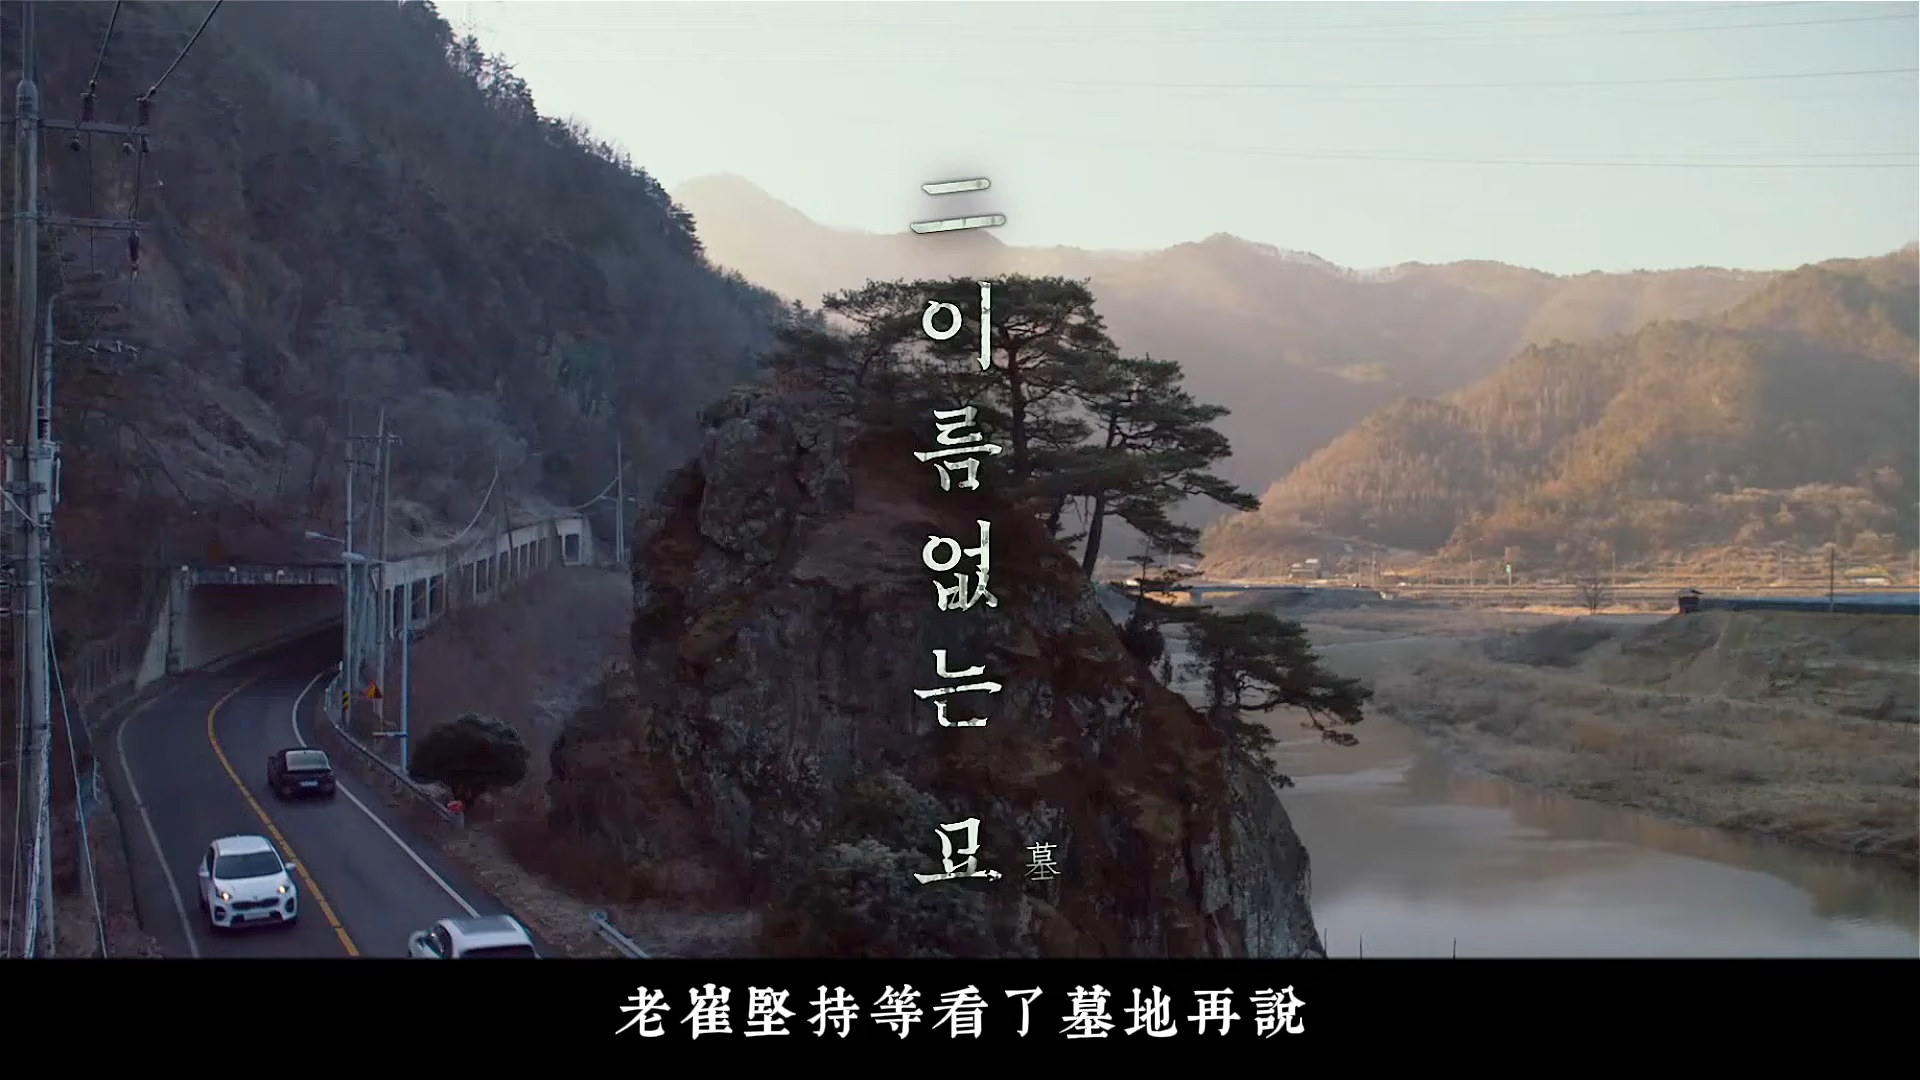 二
이름없는 묘
墓
老崔堅持等看了墓地再說